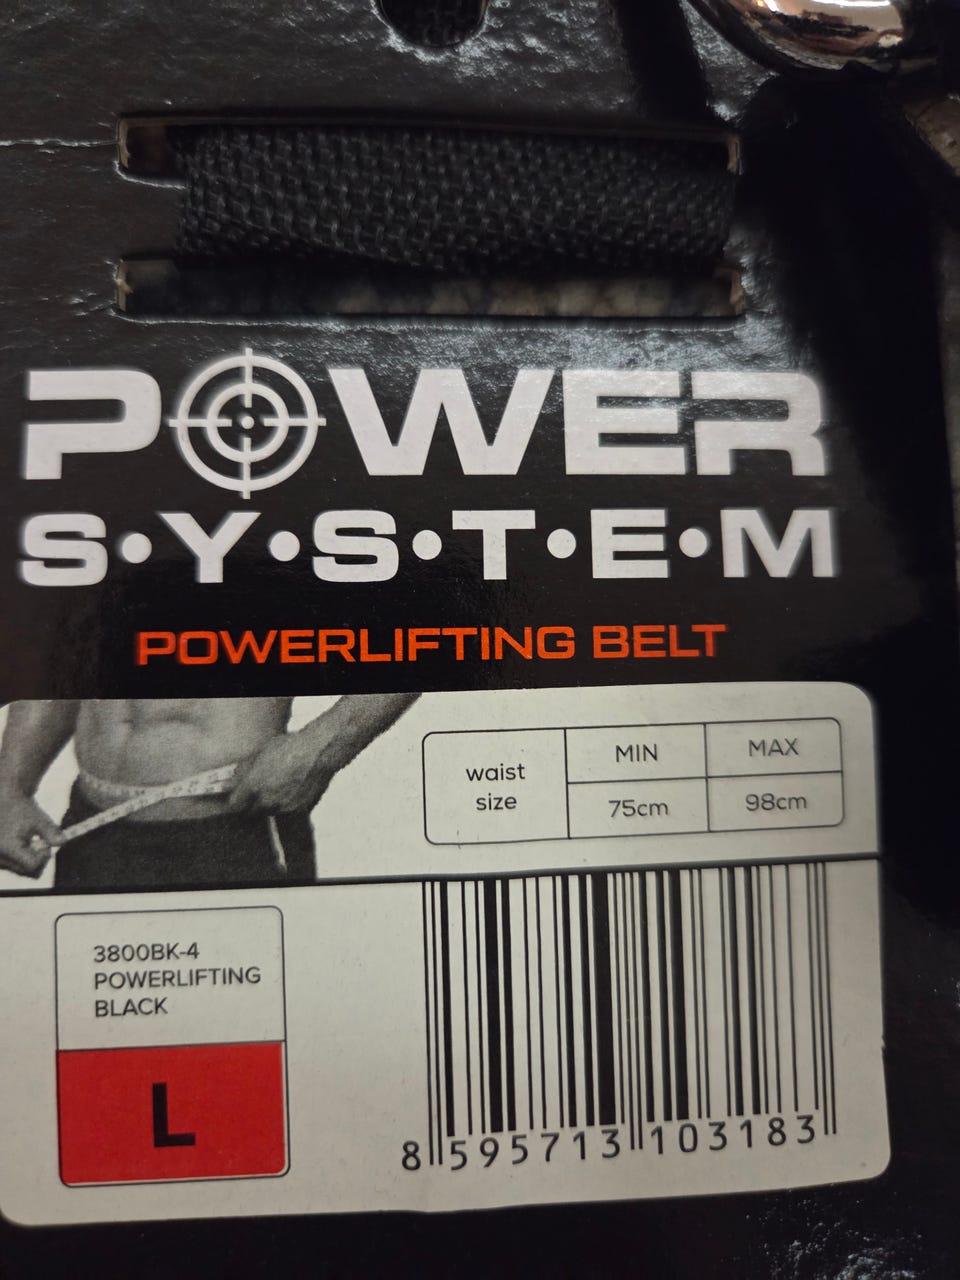 POWER
S•Y•S•T•E•M
POWERLIFTING BELT
waist size
MIN
MAX
75cm
98cm
3800BK-4
POWERLIFTING
BLACK
L
8 595713 103183